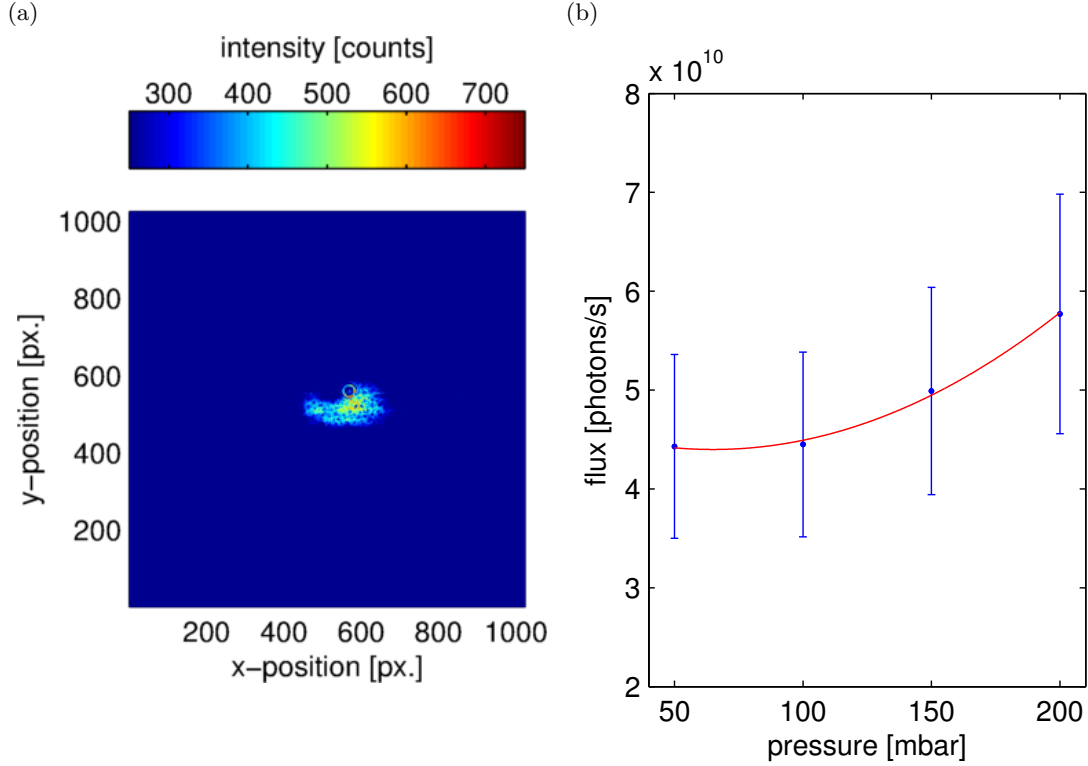 (a)
intensity [counts]
300 400 500 600 700
1000
800
600
400
200
y−position [px.]
200 400 600 800 1000
x−position [px.]
(b)
x 10^10
8
7
6
5
4
3
2
flux [photons/s]
50 100 150 200
pressure [mbar]